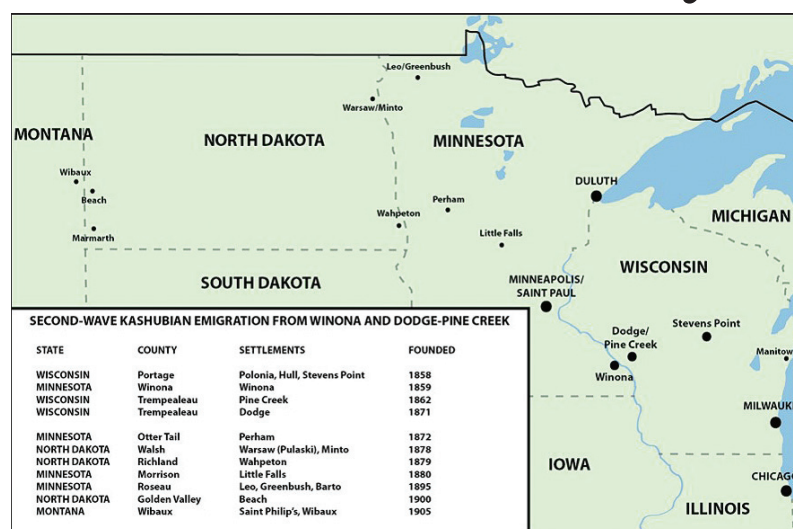 Leo/Greenbush
Warsaw/Minto
MONTANA
NORTH DAKOTA
MINNESOTA
Wibaux
Beach
Marmarth
Wahpeton
Perham
Little Falls
DULUTH
MICHIGAN
SOUTH DAKOTA
WISCONSIN
MINNEAPOLIS/
SAINT PAUL
Dodge/
Pine Creek
Stevens Point
Winona
Manitow
MILWAUK
IOWA
CHICAGO
ILLINOIS
SECOND-WAVE KASHUBIAN EMIGRATION FROM WINONA AND DODGE-PINE CREEK
STATE COUNTY SETTLEMENTS FOUNDED
WISCONSIN Portage Polonia, Hull, Stevens Point 1858
MINNESOTA Winona Winona 1859
WISCONSIN Trempealeau Pine Creek 1862
WISCONSIN Trempealeau Dodge 1871
MINNESOTA Otter Tail Perham 1872
NORTH DAKOTA Walsh Warsaw (Pulaski), Minto 1878
NORTH DAKOTA Richland Wahpeton 1879
MINNESOTA Morrison Little Falls 1880
MINNESOTA Roseau Leo, Greenbush, Barto 1895
NORTH DAKOTA Golden Valley Beach 1900
MONTANA Wibaux Saint Philip's, Wibaux 1905